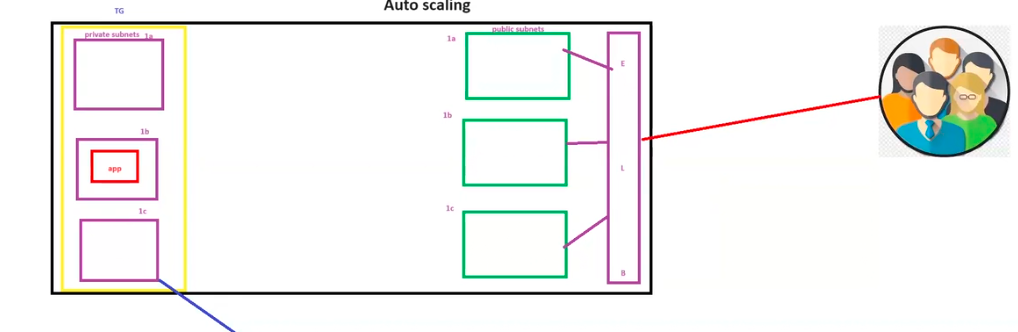 TG
Auto scaling
private subnets 1a
public subnets
1a
E
1b
1b
app
L
1c
1c
B